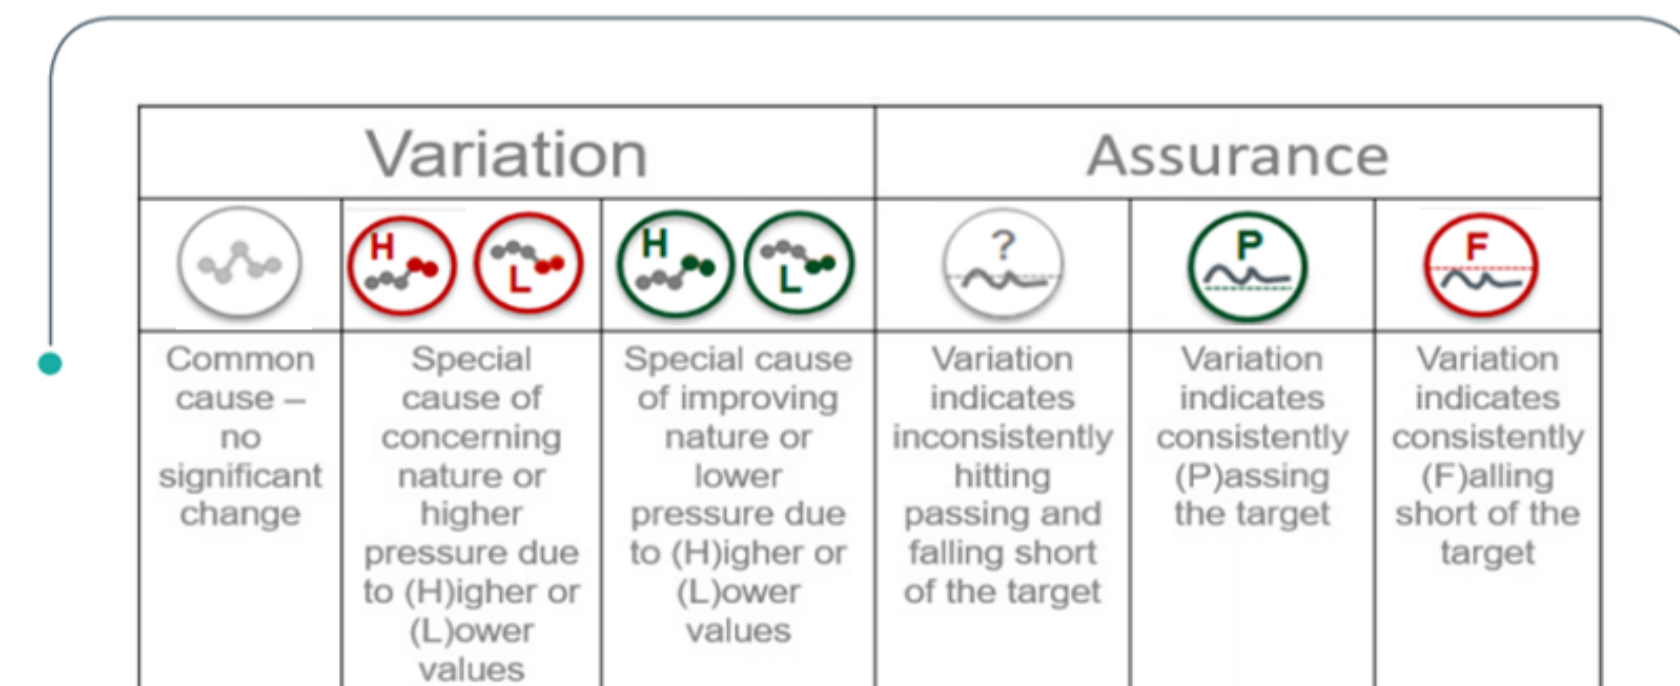 Variation
Assurance
H
L
H
L
?
P
F
Common
cause –
no
significant
change
Special
cause of
concerning
nature or
higher
pressure due
to (H)igher or
(L)ower
values
Special cause
of improving
nature or
lower
pressure due
to (H)igher or
(L)ower
values
Variation
indicates
inconsistently
hitting
passing and
falling short
of the target
Variation
indicates
consistently
(P)assing
the target
Variation
indicates
consistently
(F)alling
short of the
target